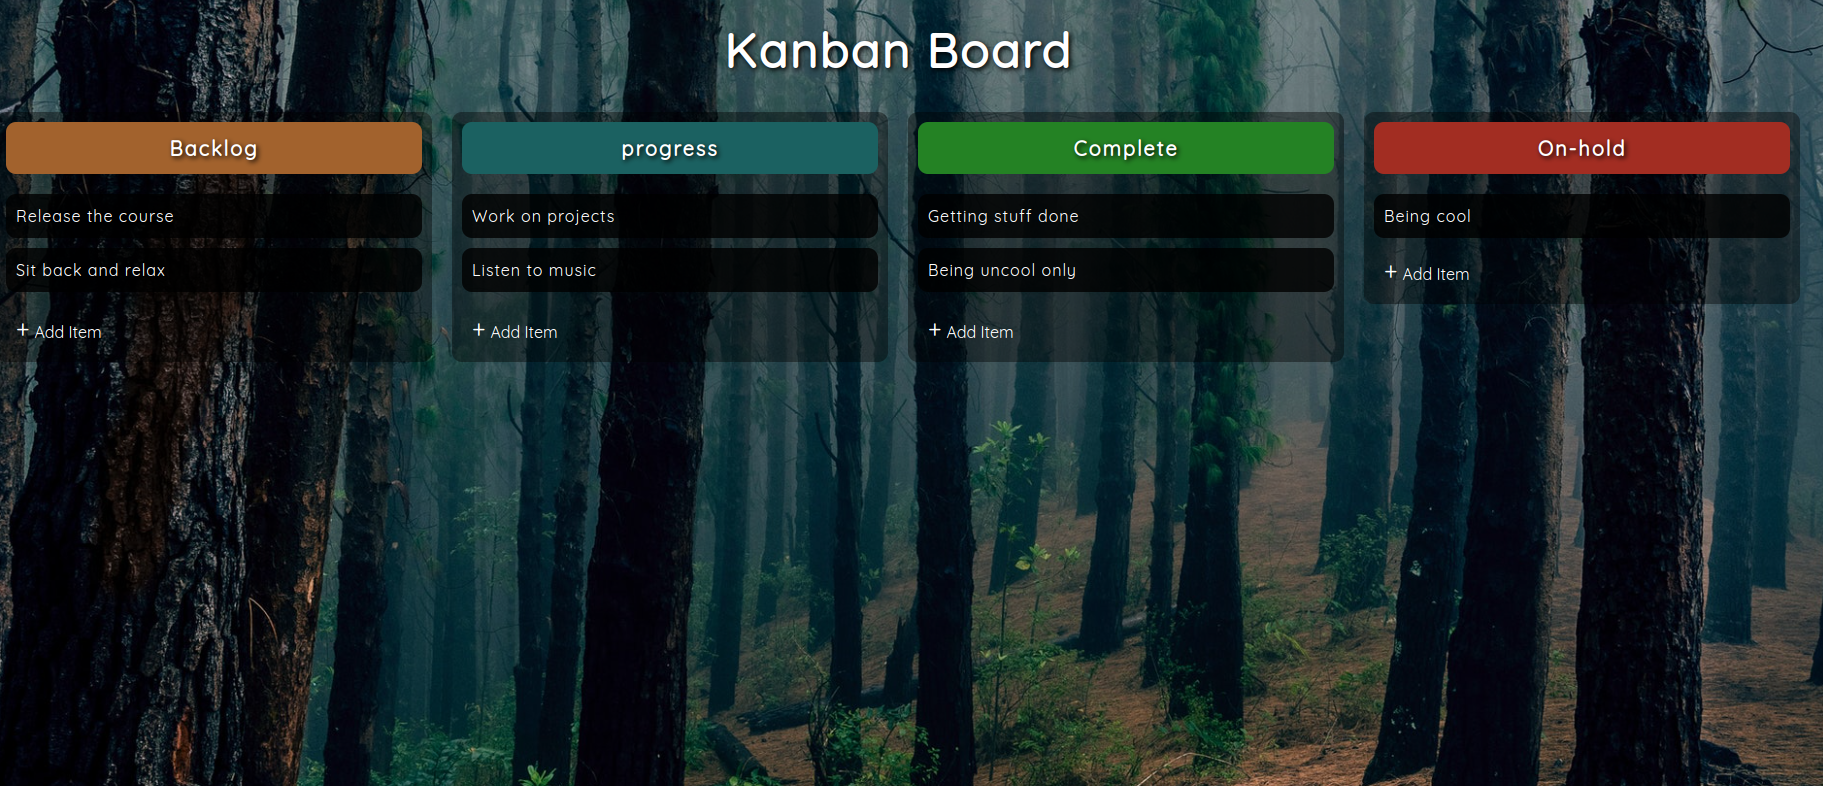 Kanban Board
Backlog
Release the course
Sit back and relax
+ Add Item
progress
Work on projects
Listen to music
+ Add Item
Complete
Getting stuff done
Being uncool only
+ Add Item
On-hold
Being cool
+ Add Item